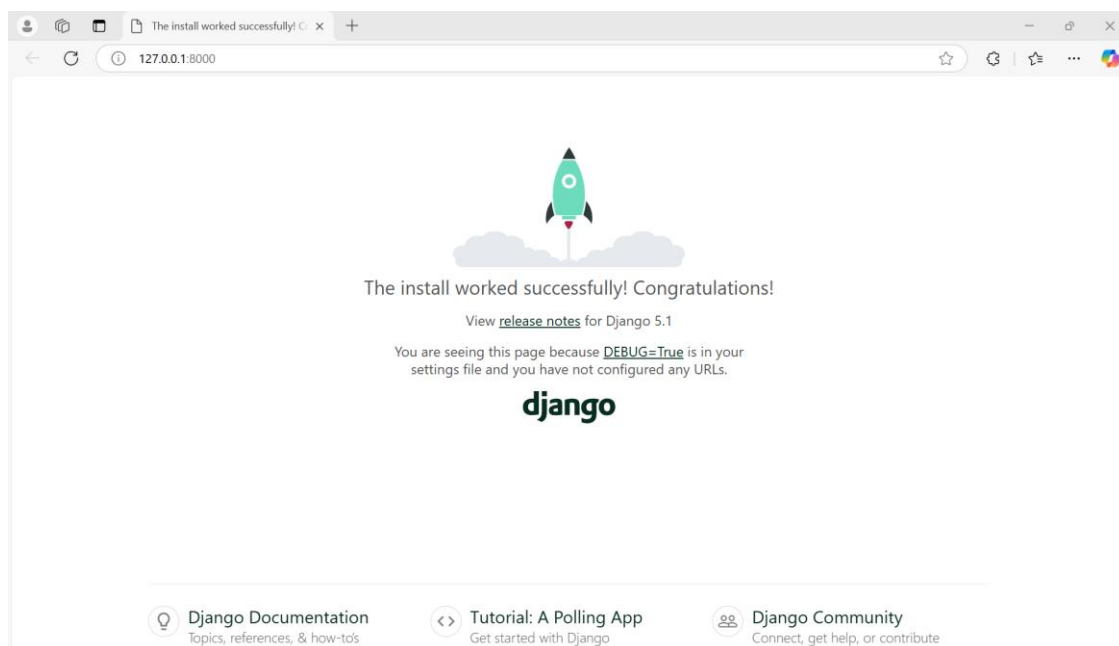 The install worked successfully! C
127.0.0.1:8000
The install worked successfully! Congratulations!
View release notes for Django 5.1
You are seeing this page because DEBUG=True is in your
settings file and you have not configured any URLs.
django
Django Documentation
Topics, references, & how-to's
Tutorial: A Polling App
Get started with Django
Django Community
Connect, get help, or contribute